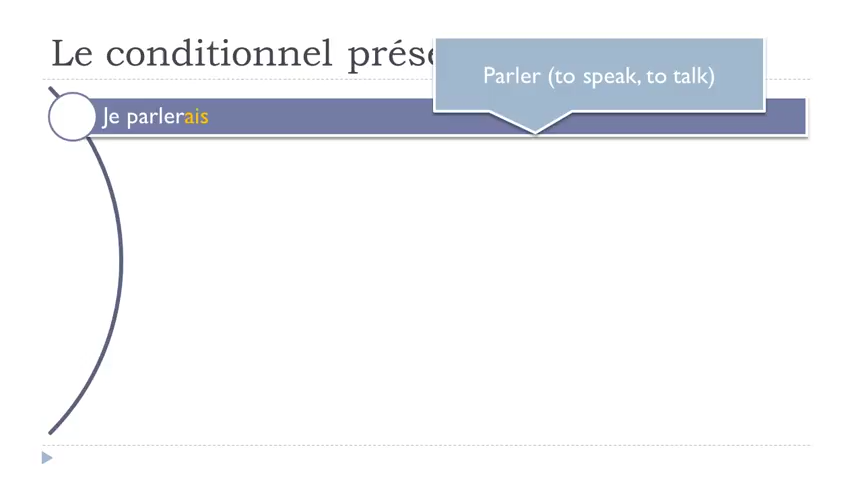 Le conditionnel prése
Parler (to speak, to talk)
Je parlerais